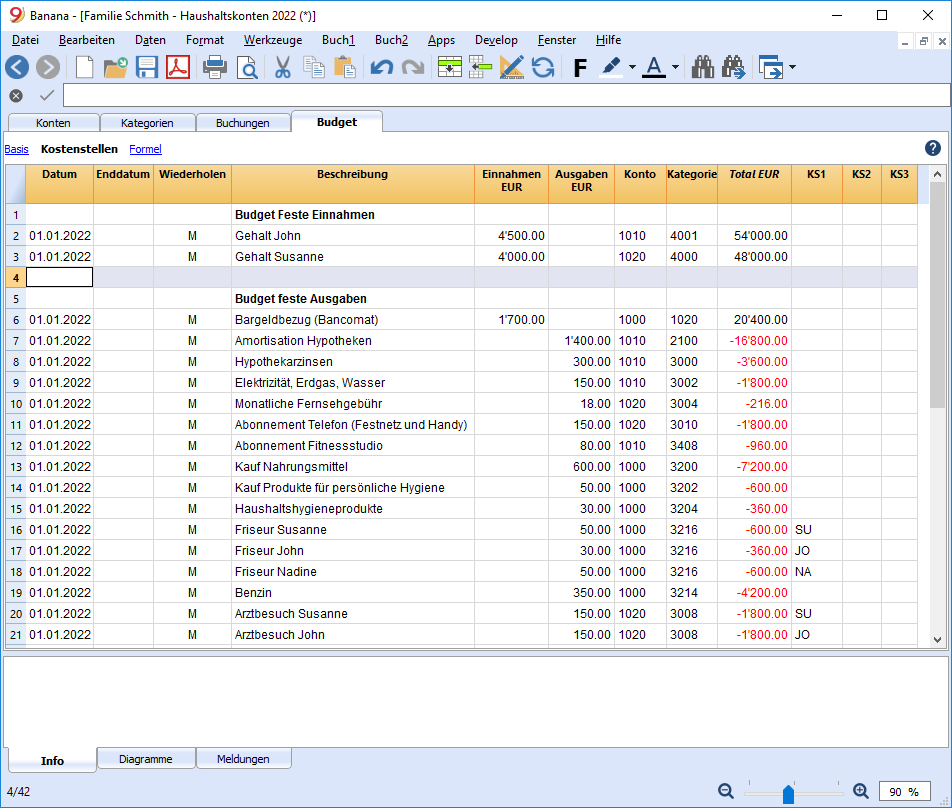 Banana - [Familie Schmith - Haushaltskonten 2022 (*)]
Datei Bearbeiten Daten Format Werkzeuge Buch1 Buch2 Apps Develop Fenster Hilfe
F A
Konten Kategorien Buchungen Budget
Basis Kostenstellen Formel ?
Datum Enddatum Wiederholen Beschreibung Einnahmen EUR Ausgaben EUR Konto Kategorie Total EUR KS1 KS2 KS3
1 Budget Feste Einnahmen
2 01.01.2022 M Gehalt John 4'500.00 1010 4001 54'000.00
3 01.01.2022 M Gehalt Susanne 4'000.00 1020 4000 48'000.00
4
5 Budget feste Ausgaben
6 01.01.2022 M Bargeldbezug (Bancomat) 1'700.00 1000 1020 20'400.00
7 01.01.2022 M Amortisation Hypotheken 1'400.00 1010 2100 -16'800.00
8 01.01.2022 M Hypothekarzinsen 300.00 1010 3000 -3'600.00
9 01.01.2022 M Elektrizität, Erdgas, Wasser 150.00 1010 3002 -1'800.00
10 01.01.2022 M Monatliche Fernsehgebühr 18.00 1020 3004 -216.00
11 01.01.2022 M Abonnement Telefon (Festnetz und Handy) 150.00 1020 3010 -1'800.00
12 01.01.2022 M Abonnement Fitnessstudio 80.00 1010 3408 -960.00
13 01.01.2022 M Kauf Nahrungsmittel 600.00 1000 3200 -7'200.00
14 01.01.2022 M Kauf Produkte für persönliche Hygiene 50.00 1000 3202 -600.00
15 01.01.2022 M Haushaltshygieneprodukte 30.00 1000 3204 -360.00
16 01.01.2022 M Friseur Susanne 50.00 1000 3216 -600.00 SU
17 01.01.2022 M Friseur John 30.00 1000 3216 -360.00 JO
18 01.01.2022 M Friseur Nadine 50.00 1000 3216 -600.00 NA
19 01.01.2022 M Benzin 350.00 1000 3214 -4'200.00
20 01.01.2022 M Arztbesuch Susanne 150.00 1020 3008 -1'800.00 SU
21 01.01.2022 M Arztbesuch John 150.00 1020 3008 -1'800.00 JO
Info Diagramme Meldungen
4/42 90 %